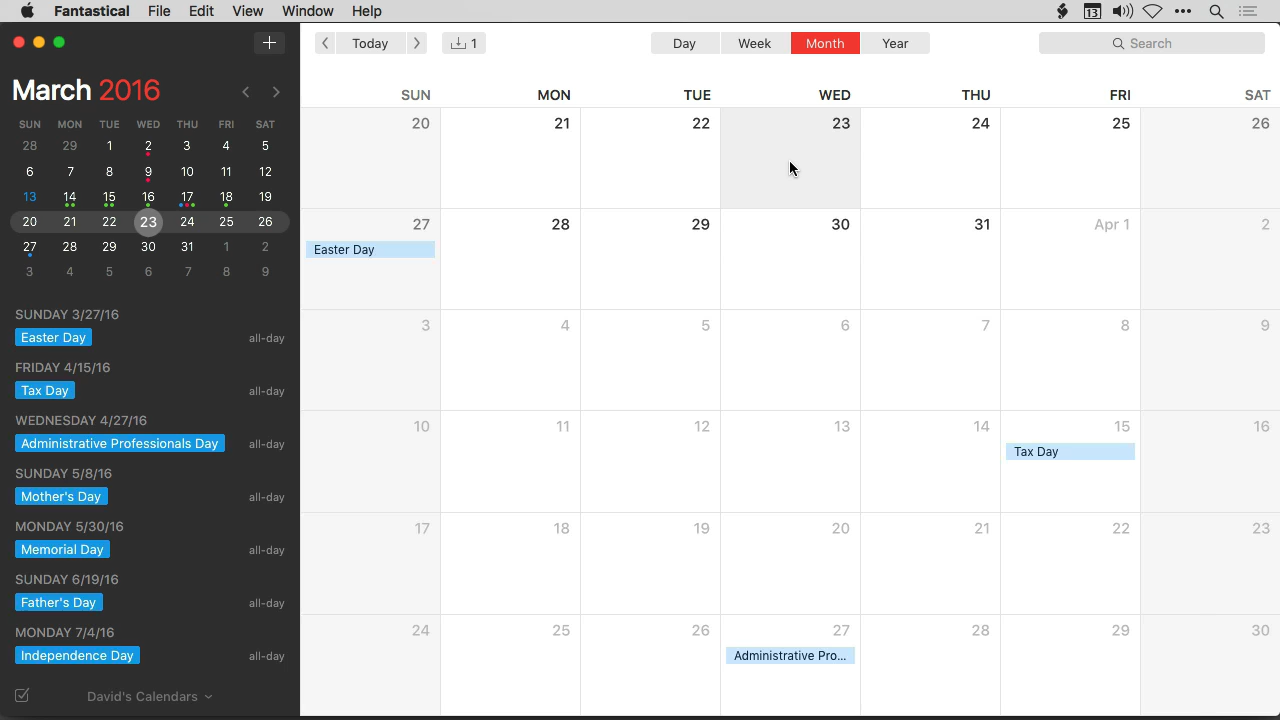 Fantastical File Edit View Window Help 13
Today 1 Day Week Month Year Search
March 2016
SUN MON TUE WED THU FRI SAT
28 29 1 2 3 4 5
6 7 8 9 10 11 12
13 14 15 16 17 18 19
20 21 22 23 24 25 26
27 28 29 30 31 1 2
3 4 5 6 7 8 9
SUNDAY 3/27/16
Easter Day all-day
FRIDAY 4/15/16
Tax Day all-day
WEDNESDAY 4/27/16
Administrative Professionals Day all-day
SUNDAY 5/8/16
Mother's Day all-day
MONDAY 5/30/16
Memorial Day all-day
SUNDAY 6/19/16
Father's Day all-day
MONDAY 7/4/16
Independence Day all-day
David's Calendars
SUN MON TUE WED THU FRI SAT
20 21 22 23 24 25 26
27 28 29 30 31 Apr 1 2
Easter Day
3 4 5 6 7 8 9
10 11 12 13 14 15 16
Tax Day
17 18 19 20 21 22 23
24 25 26 27 28 29 30
Administrative Pro...